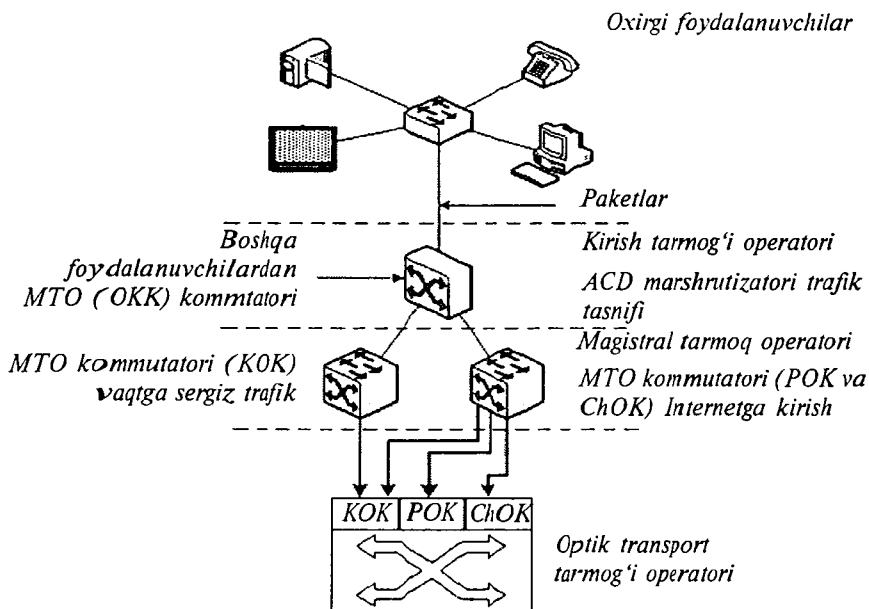 Oxirgi foydalanuvchilar
Paketlar
Boshqa
foydalanuvchilardan
MTO (OKK) kommtatori
Kirish tarmog'i operatori
ACD marshrutizatori trafik
tasnifi
Magistral tarmoq operatori
MTO kommutatori (KOK)
vaqtga sergiz trafik
MTO kommutatori (POK va
ChOK) Internetga kirish
KOK POK ChOK
Optik transport
tarmog'i operatori